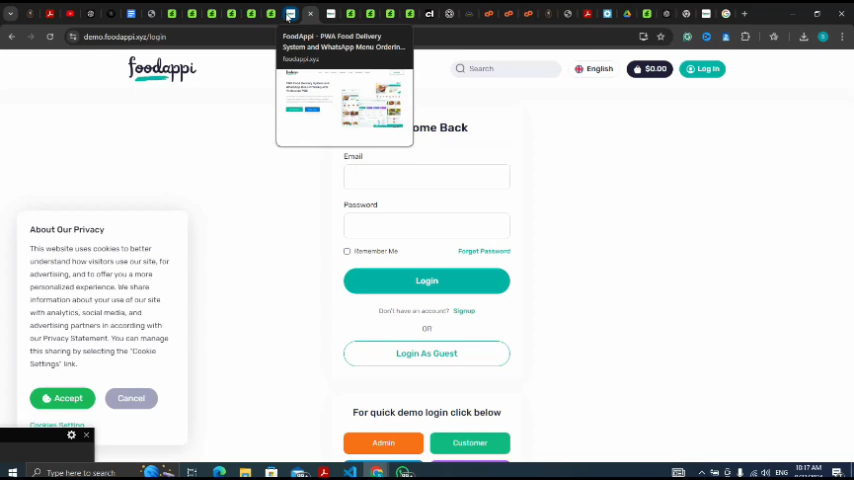 demo.foodappi.xyz/login
FoodAppi - PWA Food Delivery
System and WhatsApp Menu Orderin...
foodappi.xyz
foodappi
Search
English
$0.00
Log In
ome Back
Email
Password
Remember Me
Forget Password
Login
Don't have an account? Signup
OR
Login As Guest
For quick demo login click below
Admin
Customer
About Our Privacy
This website uses cookies to better
understand how visitors use our site, for
advertising, and to offer you a more
personalized experience. We share
information about your use of our site
with analytics, social media, and
advertising partners in according with
our Privacy Statement. You can manage
this sharing by selecting the "Cookie
Settings" link.
Accept
Cancel
Cookies Setting
Type here to search
ENG
10:17 AM